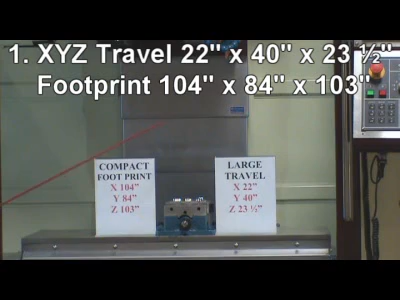 1. XYZ Travel 22" x 40" x 23 ½"
Footprint 104" x 84" x 103"
COMPACT
FOOT PRINT
X 104"
Y 84"
Z 103"
LARGE
TRAVEL
X 22"
Y 40"
Z 23 ½"